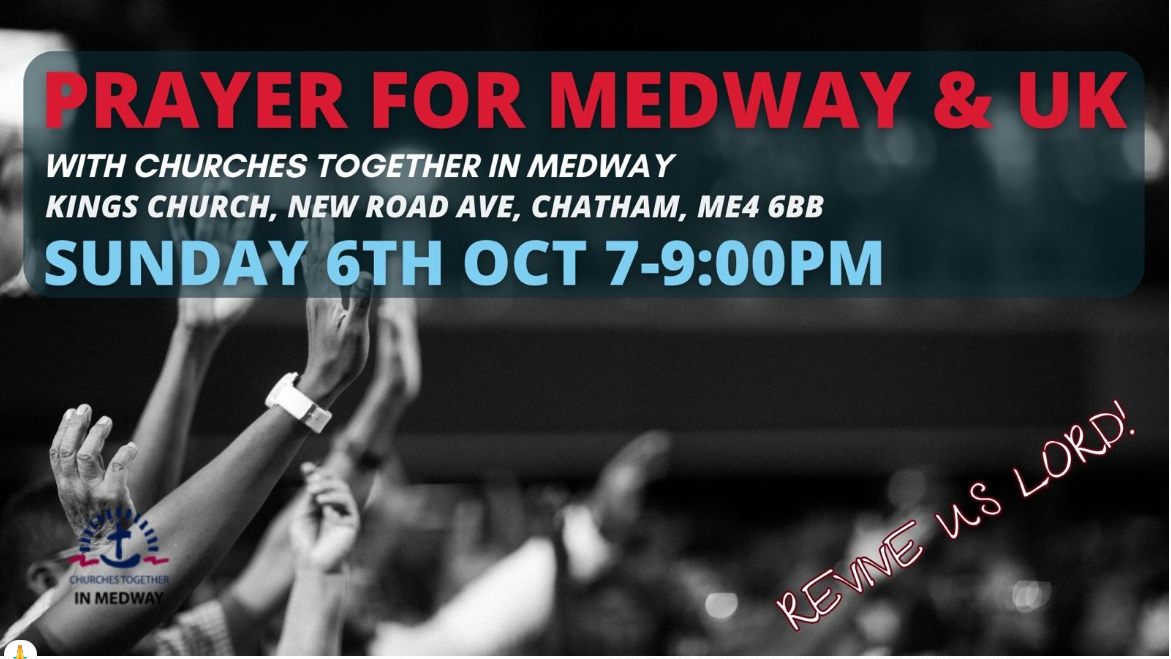 PRAYER FOR MEDWAY & UK
WITH CHURCHES TOGETHER IN MEDWAY
KINGS CHURCH, NEW ROAD AVE, CHATHAM, ME4 6BB
SUNDAY 6TH OCT 7-9:00PM
REVIVE US LORD!
CHURCHES TOGETHER
IN MEDWAY